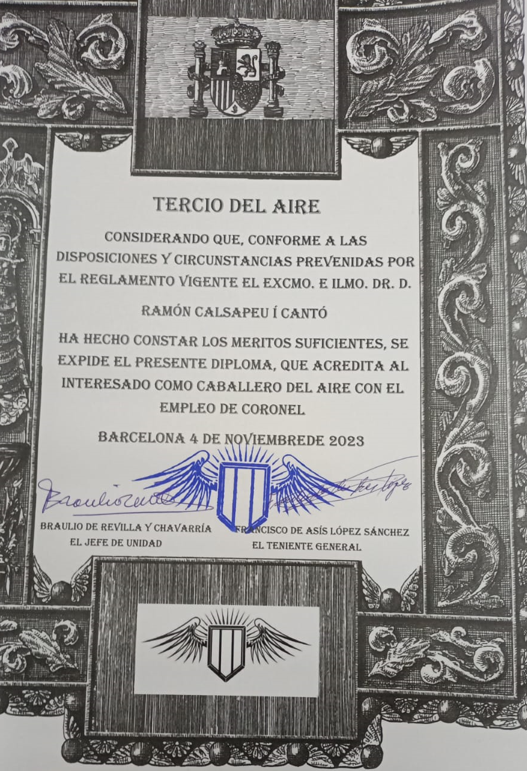 TERCIO DEL AIRE
CONSIDERANDO QUE, CONFORME A LAS
DISPOSICIONES Y CIRCUNSTANCIAS PREVENIDAS POR
EL REGLAMENTO VIGENTE EL EXCMO. E ILMO. DR. D.
RAMÓN CALSAPEU Í CANTÓ
HA HECHO CONSTAR LOS MERITOS SUFICIENTES, SE
EXPIDE EL PRESENTE DIPLOMA, QUE ACREDITA AL
INTERESADO COMO CABALLERO DEL AIRE CON EL
EMPLEO DE CORONEL
BARCELONA 4 DE NOVIEMBREDE 2023
BRAULIO DE REVILLA Y CHAVARRÍA
EL JEFE DE UNIDAD
FRANCISCO DE ASÍS LÓPEZ SÁNCHEZ
EL TENIENTE GENERAL